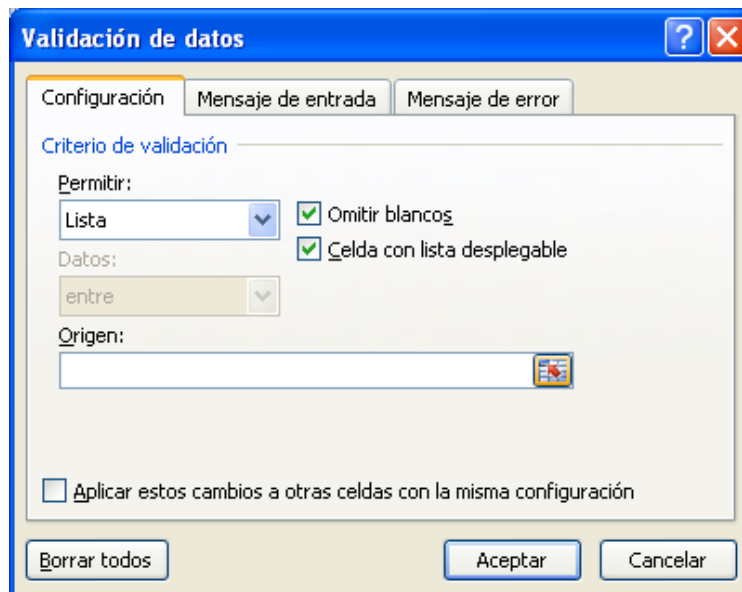 Validación de datos
Configuración Mensaje de entrada Mensaje de error
Criterio de validación
Permitir:
Lista
Omitir blancos
Celda con lista desplegable
Datos:
entre
Origen:
Aplicar estos cambios a otras celdas con la misma configuración
Borrar todos Aceptar Cancelar